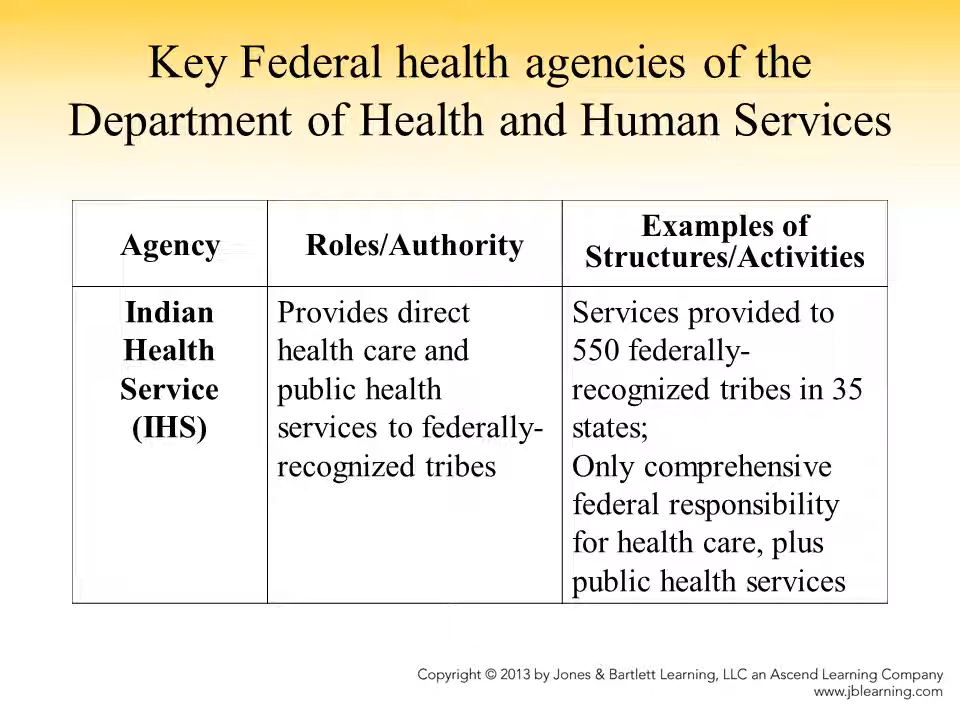 Key Federal health agencies of the
Department of Health and Human Services
Agency
Roles/Authority
Examples of
Structures/Activities
Indian
Health
Service
(IHS)
Provides direct
health care and
public health
services to federally-
recognized tribes
Services provided to
550 federally-
recognized tribes in 35
states;
Only comprehensive
federal responsibility
for health care, plus
public health services
Copyright © 2013 by Jones & Bartlett Learning, LLC an Ascend Learning Company
www.jblearning.com